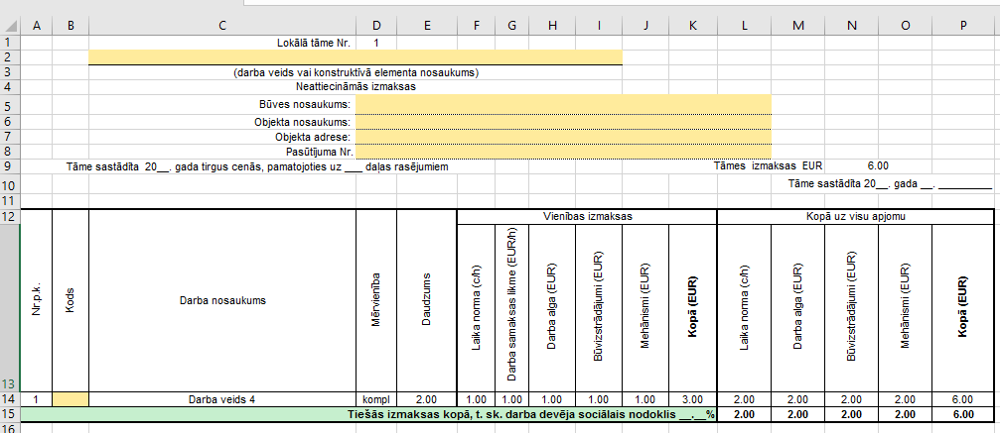 A B C D E F G H I J K L M N O P
1 Lokālā tāme Nr. 1
2
3 (darba veids vai konstruktīvā elementa nosaukums)
4 Neattiecināmās izmaksas
5 Būves nosaukums:
6 Objekta nosaukums:
7 Objekta adrese:
8 Pasūtījuma Nr.
9 Tāme sastādīta 20__. gada tirgus cenās, pamatojoties uz ___ daļas rasējumiem Tāmes izmaksas EUR 6.00
10 Tāme sastādīta 20__. gada __. _________
11
12 Vienības izmaksas Kopā uz visu apjomu
13 Nr.p.k. Kods Darba nosaukums Mērvienība Daudzums Laika norma (c/h) Darba samaksas likme (EUR/h) Darba alga (EUR) Būvizstrādājumi (EUR) Mehānismi (EUR) Kopā (EUR) Laika norma (c/h) Darba alga (EUR) Būvizstrādājumi (EUR) Mehānismi (EUR) Kopā (EUR)
14 1 Darba veids 4 kompl 2.00 1.00 1.00 1.00 1.00 1.00 3.00 2.00 2.00 2.00 2.00 6.00
15 Tiešās izmaksas kopā, t. sk. darba devēja sociālais nodoklis __.__% 2.00 2.00 2.00 2.00 6.00
16